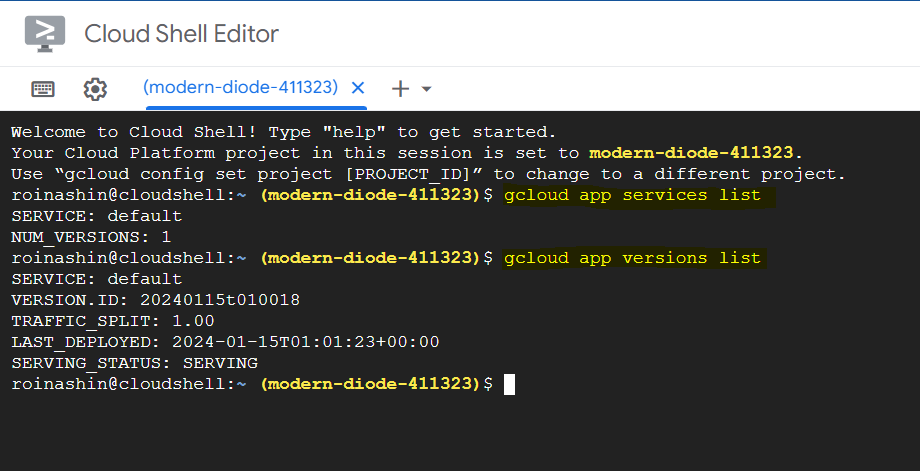 Cloud Shell Editor
(modern-diode-411323)
Welcome to Cloud Shell! Type "help" to get started.
Your Cloud Platform project in this session is set to modern-diode-411323.
Use “gcloud config set project [PROJECT_ID]” to change to a different project.
roinashin@cloudshell:~ (modern-diode-411323)$ gcloud app services list
SERVICE: default
NUM_VERSIONS: 1
roinashin@cloudshell:~ (modern-diode-411323)$ gcloud app versions list
SERVICE: default
VERSION.ID: 20240115t010018
TRAFFIC_SPLIT: 1.00
LAST_DEPLOYED: 2024-01-15T01:01:23+00:00
SERVING_STATUS: SERVING
roinashin@cloudshell:~ (modern-diode-411323)$